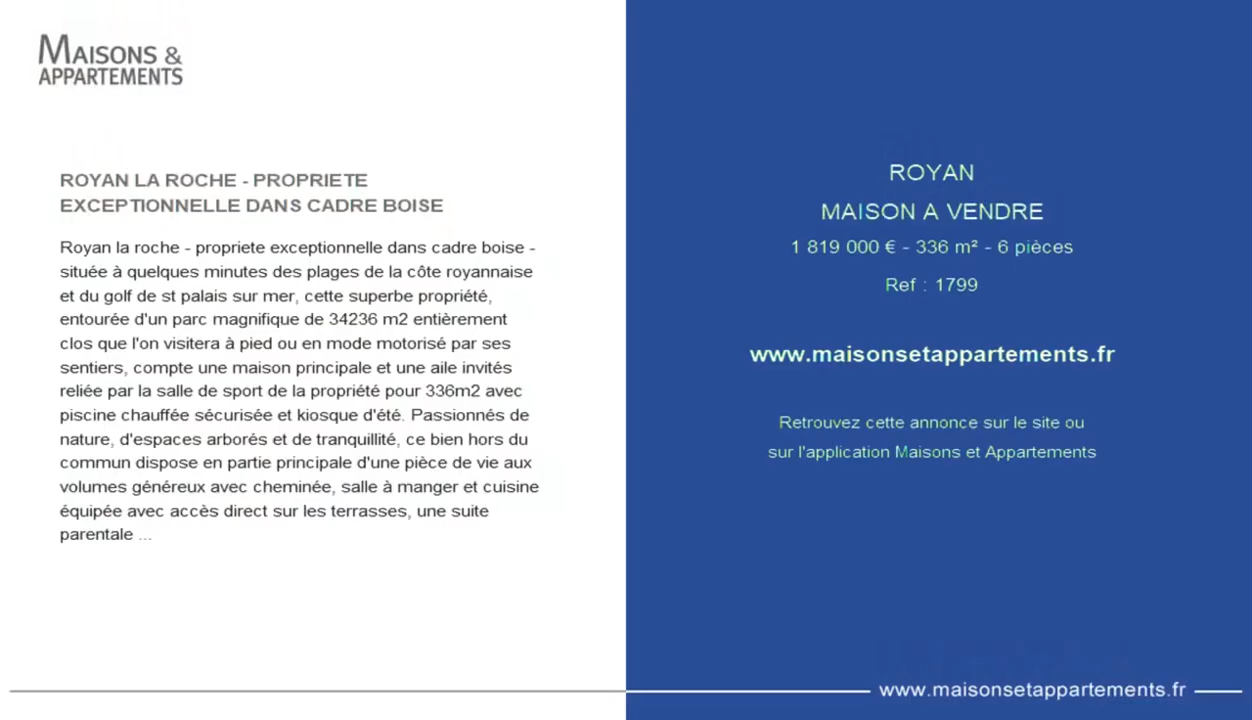 MAISONS &
APPARTEMENTS
ROYAN LA ROCHE - PROPRIETE
EXCEPTIONNELLE DANS CADRE BOISE
Royan la roche - propriete exceptionnelle dans cadre boise -
située à quelques minutes des plages de la côte royannaise
et du golf de st palais sur mer, cette superbe propriété,
entourée d'un parc magnifique de 34236 m2 entièrement
clos que l'on visitera à pied ou en mode motorisé par ses
sentiers, compte une maison principale et une aile invités
reliée par la salle de sport de la propriété pour 336m2 avec
piscine chauffée sécurisée et kiosque d'été. Passionnés de
nature, d'espaces arborés et de tranquillité, ce bien hors du
commun dispose en partie principale d'une pièce de vie aux
volumes généreux avec cheminée, salle à manger et cuisine
équipée avec accès direct sur les terrasses, une suite
parentale ...
ROYAN
MAISON A VENDRE
1 819 000 € - 336 m² - 6 pièces
Ref : 1799
www.maisonsetappartements.fr
Retrouvez cette annonce sur le site ou
sur l'application Maisons et Appartements
www.maisonsetappartements.fr